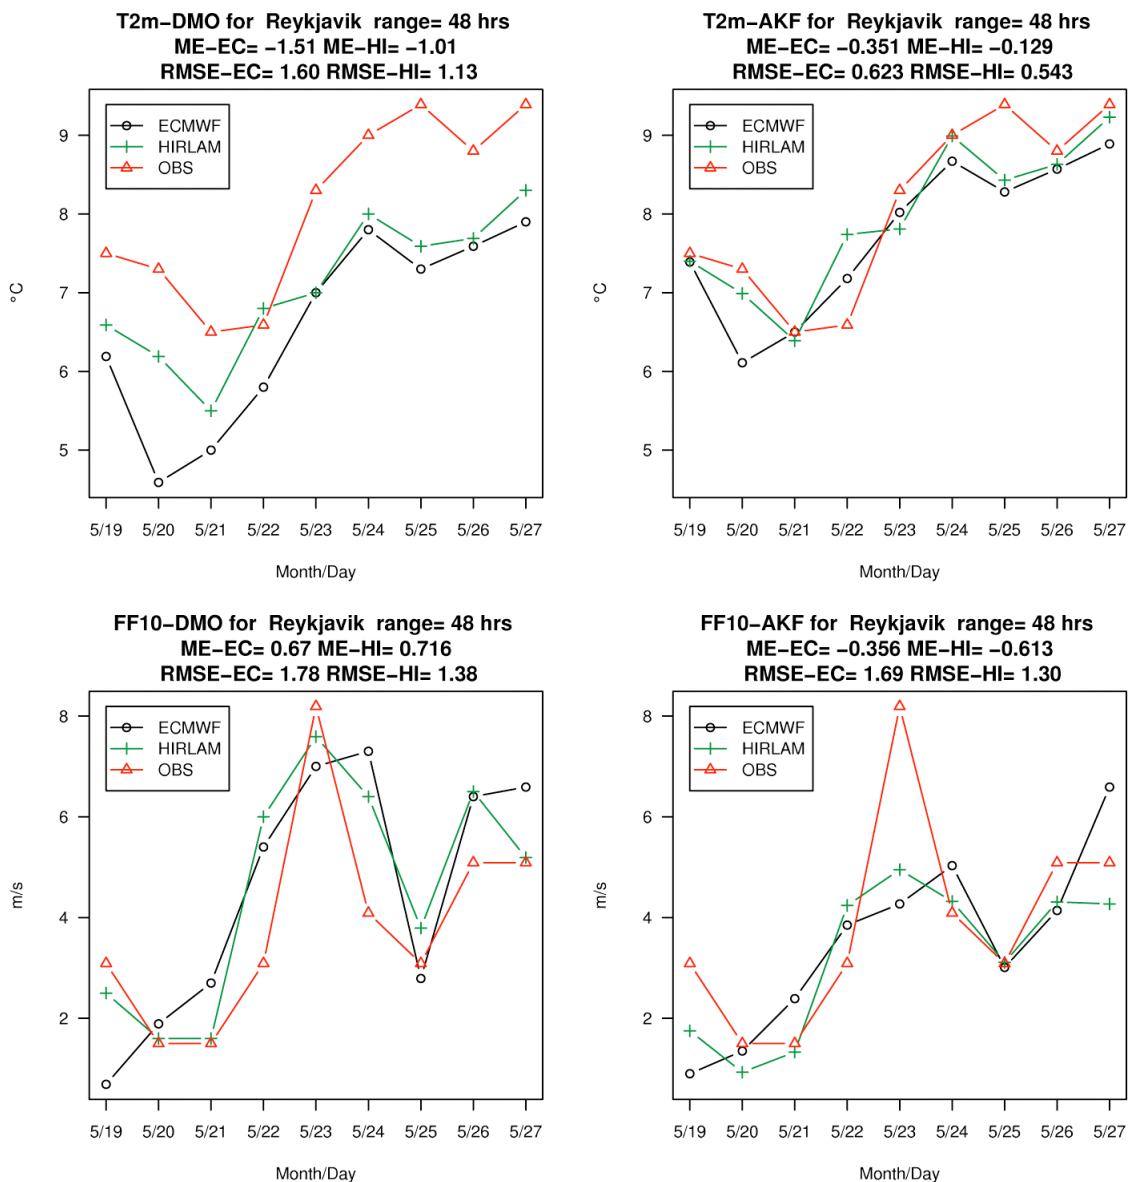 T2m−DMO for Reykjavik range= 48 hrs
ME−EC= −1.51 ME−HI= −1.01
RMSE−EC= 1.60 RMSE−HI= 1.13
ECMWF
HIRLAM
OBS
9
8
7
6
5
°C
5/19 5/20 5/21 5/22 5/23 5/24 5/25 5/26 5/27
Month/Day
T2m−AKF for Reykjavik range= 48 hrs
ME−EC= −0.351 ME−HI= −0.129
RMSE−EC= 0.623 RMSE−HI= 0.543
ECMWF
HIRLAM
OBS
9
8
7
6
5
°C
5/19 5/20 5/21 5/22 5/23 5/24 5/25 5/26 5/27
Month/Day
FF10−DMO for Reykjavik range= 48 hrs
ME−EC= 0.67 ME−HI= 0.716
RMSE−EC= 1.78 RMSE−HI= 1.38
ECMWF
HIRLAM
OBS
8
6
4
2
m/s
5/19 5/20 5/21 5/22 5/23 5/24 5/25 5/26 5/27
Month/Day
FF10−AKF for Reykjavik range= 48 hrs
ME−EC= −0.356 ME−HI= −0.613
RMSE−EC= 1.69 RMSE−HI= 1.30
ECMWF
HIRLAM
OBS
8
6
4
2
m/s
5/19 5/20 5/21 5/22 5/23 5/24 5/25 5/26 5/27
Month/Day